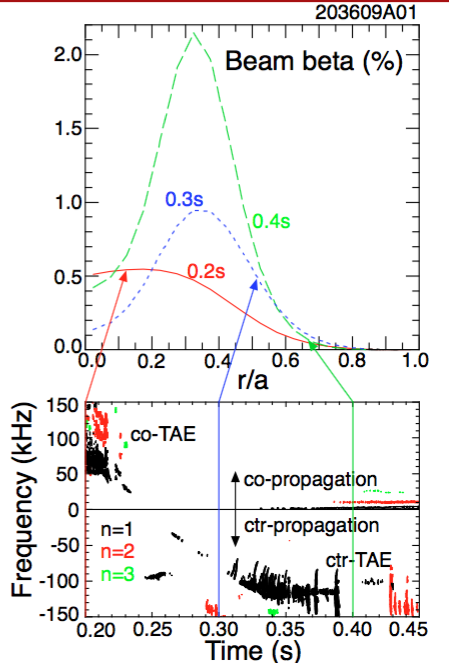 203609A01
Beam beta (%)
2.0
1.5
1.0
0.5
0.0
0.3s
0.4s
0.2s
0.0 0.2 0.4 0.6 0.8 1.0
r/a
Frequency (kHz)
150
100
50
0
-50
-100
-150
co-TAE
co-propagation
ctr-propagation
n=1
n=2
n=3
ctr-TAE
0.20 0.25 0.30 0.35 0.40 0.45
Time (s)